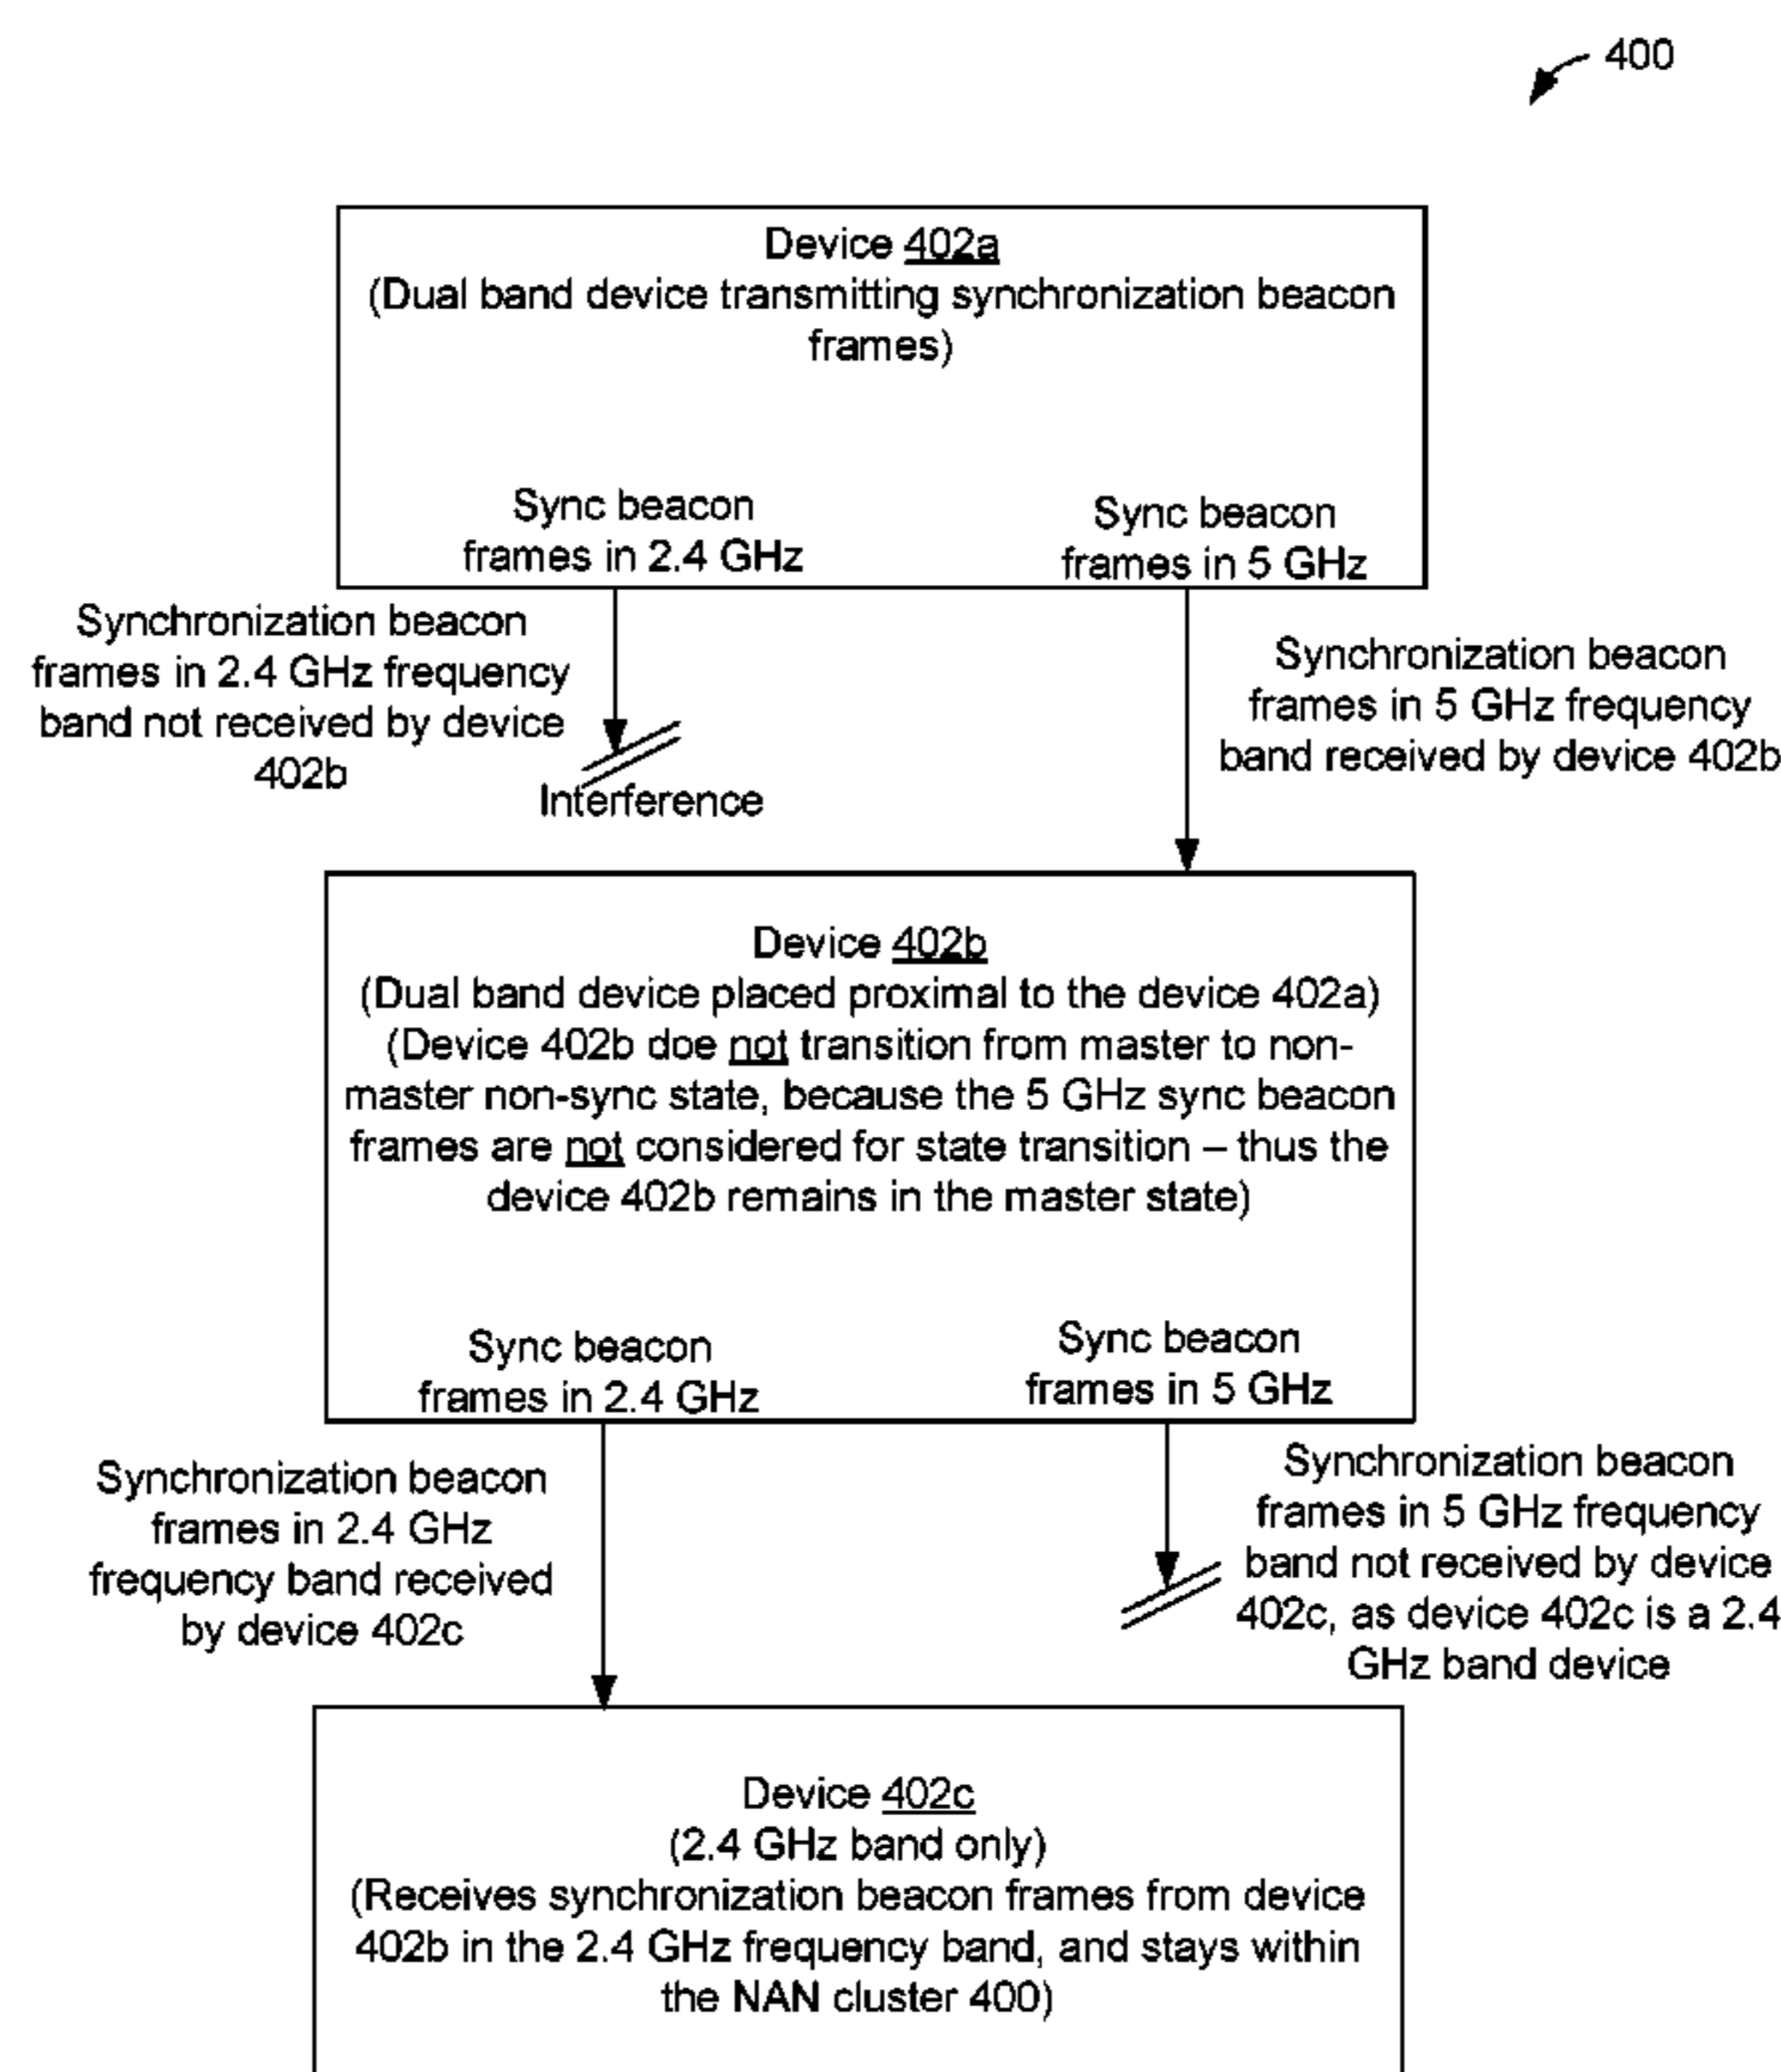 400
Device 402a
(Dual band device transmitting synchronization beacon
frames)
Sync beacon
frames in 2.4 GHz
Sync beacon
frames in 5 GHz
Synchronization beacon
frames in 2.4 GHz frequency
band not received by device
402b
Interference
Synchronization beacon
frames in 5 GHz frequency
band received by device 402b
Device 402b
(Dual band device placed proximal to the device 402a)
(Device 402b doe not transition from master to non-
master non-sync state, because the 5 GHz sync beacon
frames are not considered for state transition – thus the
device 402b remains in the master state)
Sync beacon
frames in 2.4 GHz
Sync beacon
frames in 5 GHz
Synchronization beacon
frames in 2.4 GHz
frequency band received
by device 402c
Synchronization beacon
frames in 5 GHz frequency
band not received by device
402c, as device 402c is a 2.4
GHz band device
Device 402c
(2.4 GHz band only)
(Receives synchronization beacon frames from device
402b in the 2.4 GHz frequency band, and stays within
the NAN cluster 400)